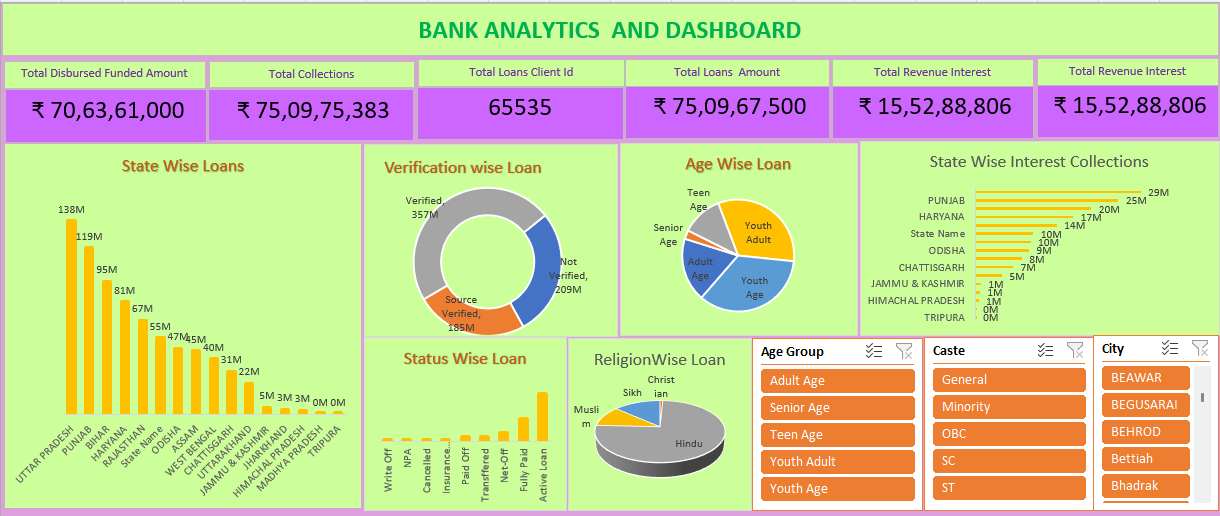 BANK ANALYTICS  AND DASHBOARD
Total Disbursed Funded Amount
₹ 70,63,61,000
Total Collections
₹ 75,09,75,383
Total Loans Client Id
65535
Total Loans  Amount
₹ 75,09,67,500
Total Revenue Interest
₹ 15,52,88,806
Total Revenue Interest
₹ 15,52,88,806
State Wise Loans
138M
119M
95M
81M
67M
55M
47M
45M
40M
31M
22M
5M
3M
3M
0M
0M
UTTAR PRADESH
PUNJAB
BIHAR
HARYANA
RAJASTHAN
State Name
ODISHA
ASSAM
WEST BENGAL
CHATTISGARH
UTTARAKHAND
JAMMU & KASHMIR
JHARKHAND
HIMACHAL PRADESH
MADHYA PRADESH
TRIPURA
Verification wise Loan
Verified,
357M
Not
Verified,
209M
Source
Verified,
185M
Age Wise Loan
Teen
Age
Senior
Age
Youth
Adult
Adult
Age
Youth
Age
State Wise Interest Collections
29M
PUNJAB
25M
20M
HARYANA
17M
14M
State Name
10M
10M
ODISHA
9M
8M
CHATTISGARH
7M
5M
JAMMU & KASHMIR
1M
1M
HIMACHAL PRADESH
1M
0M
TRIPURA
0M
Status Wise Loan
Write Off
NPA
Cancelled
Insurance...
Paid Off
Transffered
Net-Off
Fully Paid
Active Loan
ReligionWise Loan
Christ
ian
Sikh
Musli
m
Hindu
Age Group
Adult Age
Senior Age
Teen Age
Youth Adult
Youth Age
Caste
General
Minority
OBC
SC
ST
City
BEAWAR
BEGUSARAI
BEHROD
Bettiah
Bhadrak